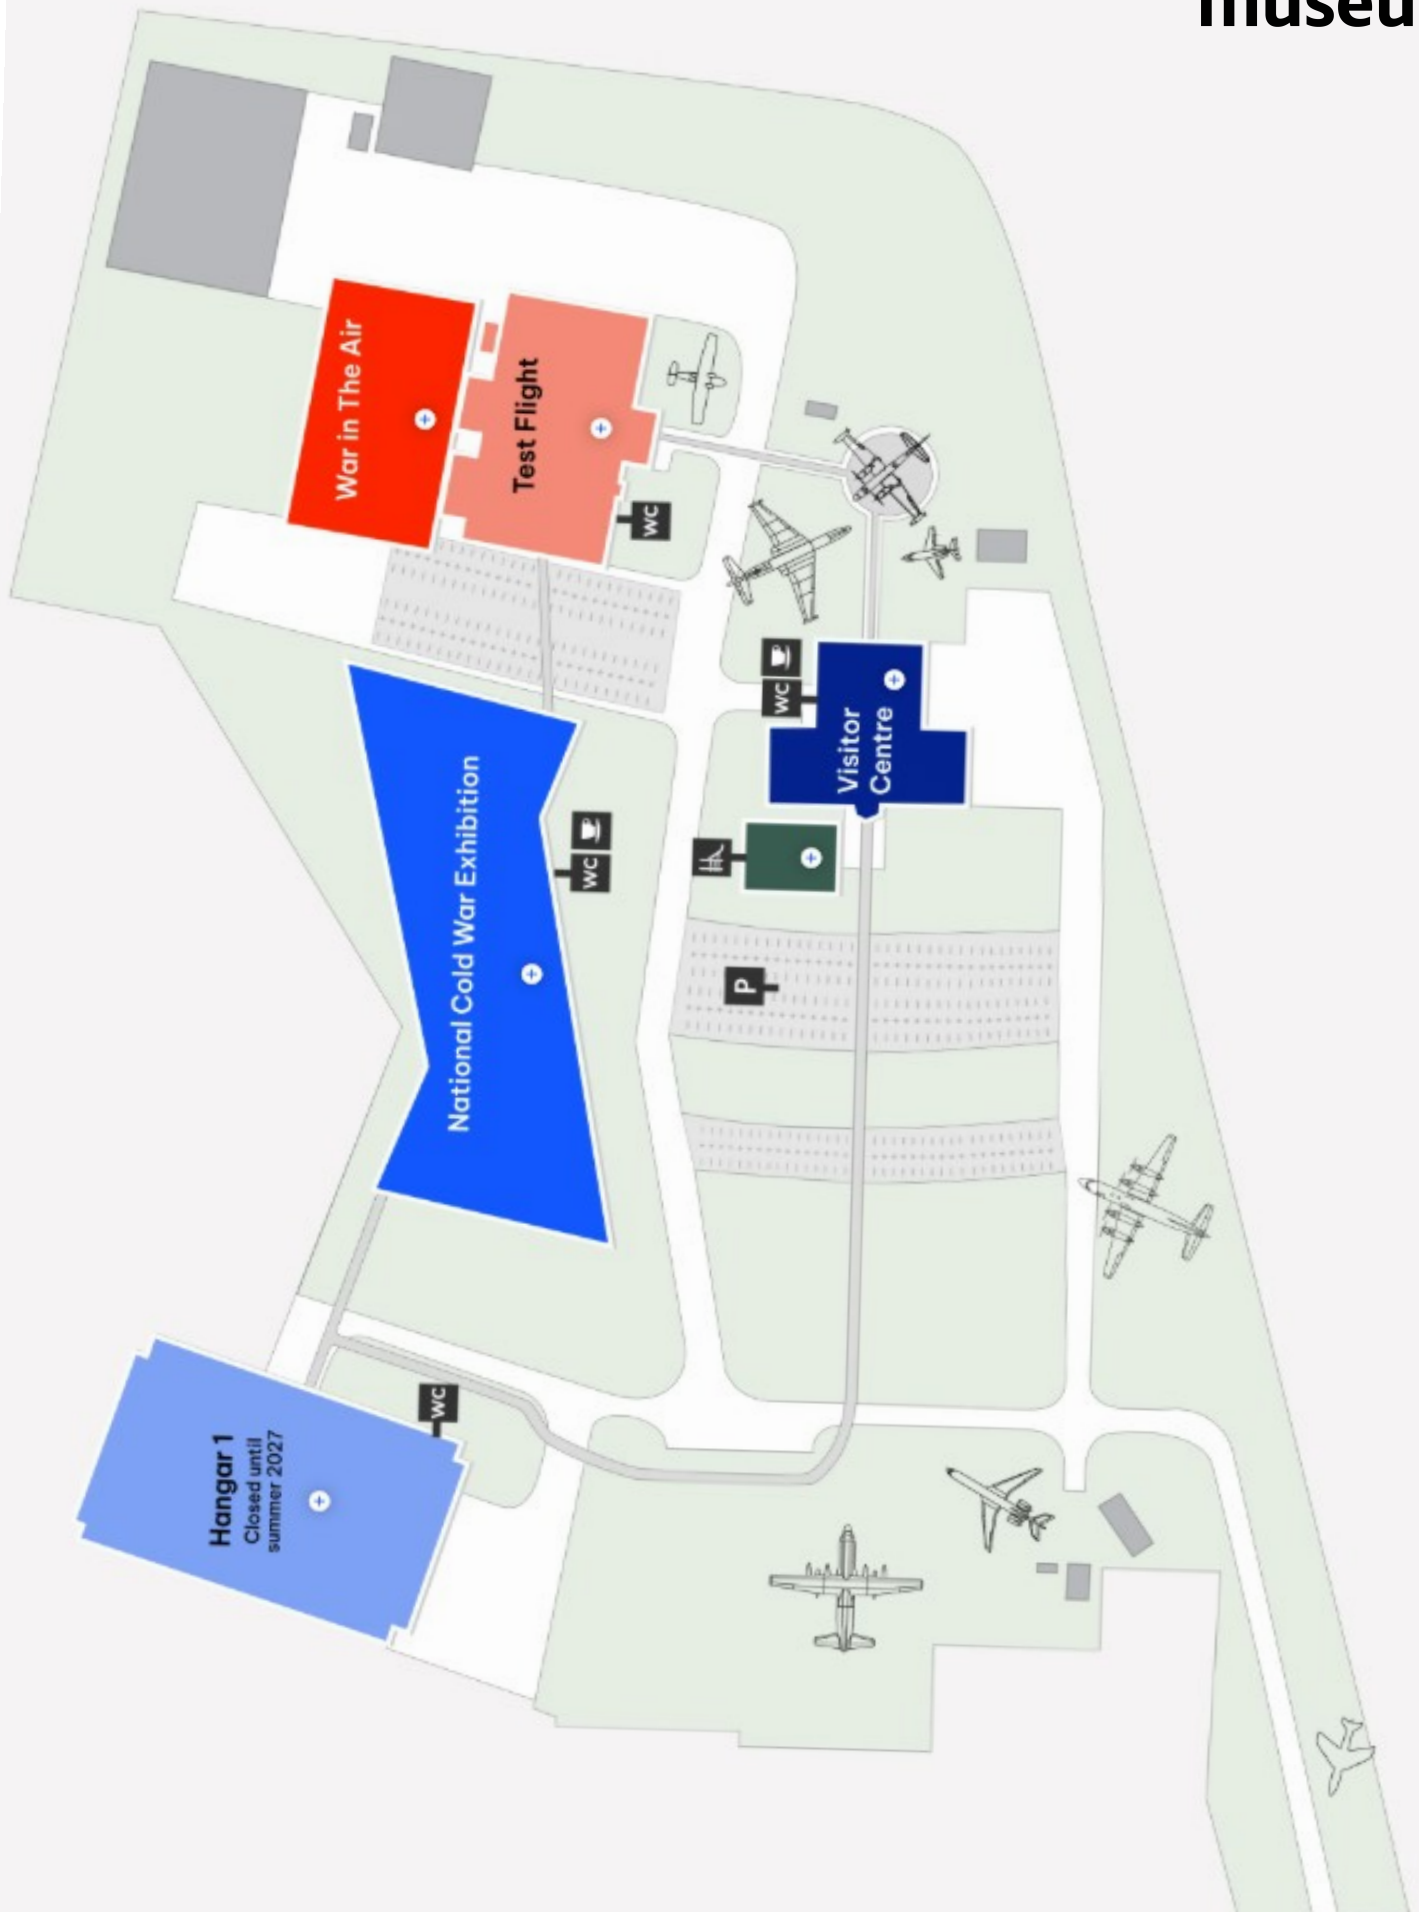 museu
War in The Air
Test Flight
WC
WC
Visitor
Centre
National Cold War Exhibition
WC
P
Hangar 1
Closed until
summer 2027
WC